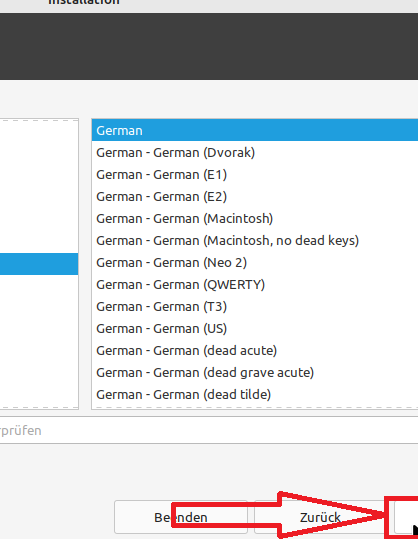 Installation
German
German - German (Dvorak)
German - German (E1)
German - German (E2)
German - German (Macintosh)
German - German (Macintosh, no dead keys)
German - German (Neo 2)
German - German (QWERTY)
German - German (T3)
German - German (US)
German - German (dead acute)
German - German (dead grave acute)
German - German (dead tilde)
rprüfen
Beenden
Zurück